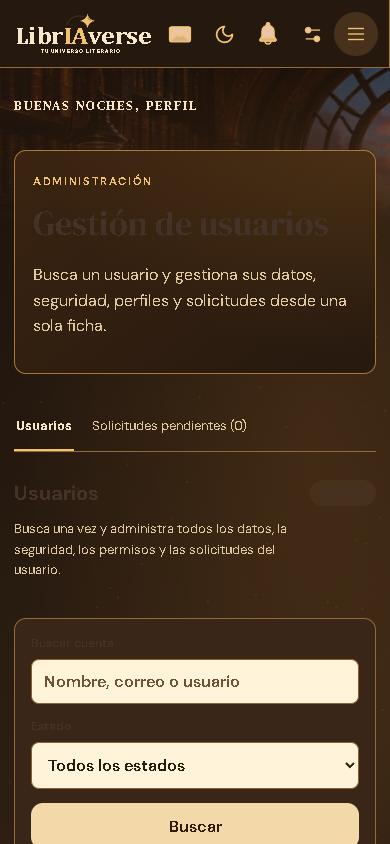 LibrIAverse
TU UNIVERSO LITERARIO
BUENAS NOCHES, PERFIL
ADMINISTRACIÓN
Gestión de usuarios
Busca un usuario y gestiona sus datos,
seguridad, perfiles y solicitudes desde una
sola ficha.
Usuarios Solicitudes pendientes (0)
Usuarios
Busca una vez y administra todos los datos, la
seguridad, los permisos y las solicitudes del
usuario.
Buscar cuenta
Nombre, correo o usuario
Estado
Todos los estados
Buscar